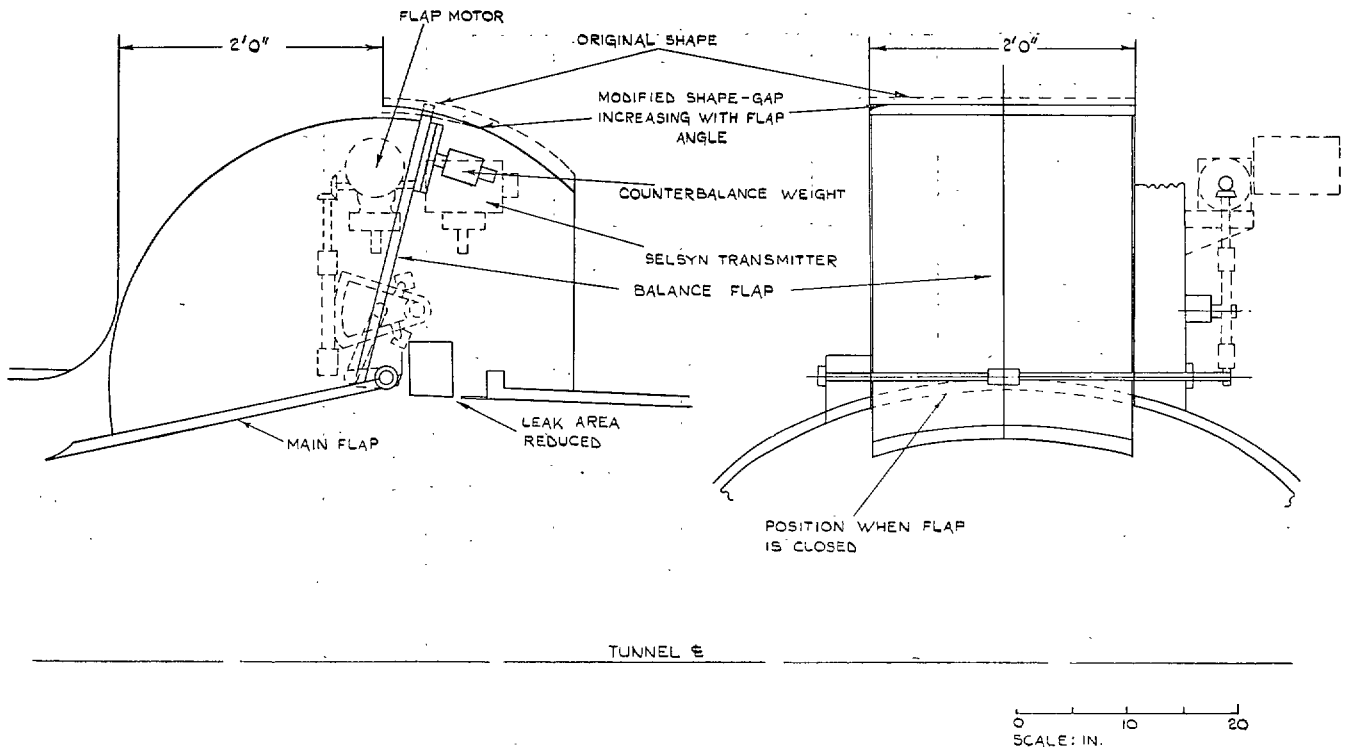 FLAP MOTOR
2'0"
ORIGINAL SHAPE
2'0"
MODIFIED SHAPE-GAP
INCREASING WITH FLAP
ANGLE
COUNTERBALANCE WEIGHT
SELSYN TRANSMITTER
BALANCE FLAP
MAIN FLAP
LEAK AREA
REDUCED
POSITION WHEN FLAP
IS CLOSED
TUNNEL ℄
0 10 20
SCALE: IN.